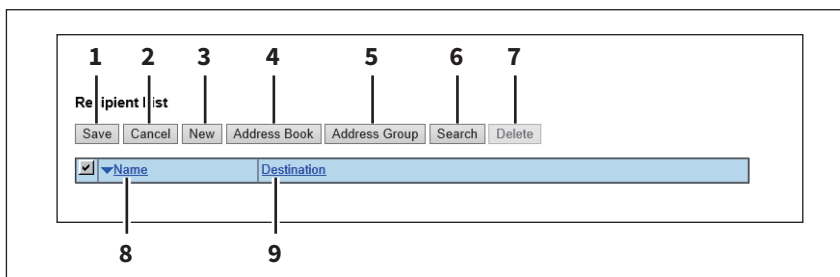 1 2 3 4 5 6 7
Recipient List
Save Cancel New Address Book Address Group Search Delete
Name Destination
8 9